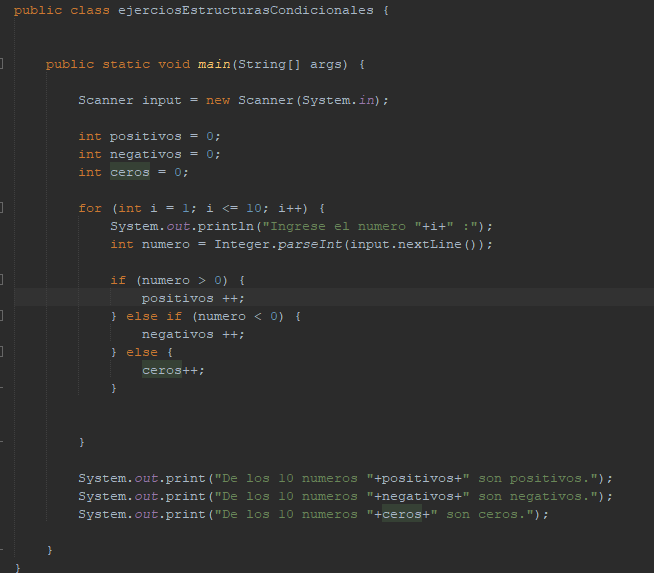 public class ejerciosEstructurasCondicionales {
public static void main(String[] args) {
Scanner input = new Scanner(System.in);
int positivos = 0;
int negativos = 0;
int ceros = 0;
for (int i = 1; i <= 10; i++) {
System.out.println("Ingrese el numero "+i+" :");
int numero = Integer.parseInt(input.nextLine());
if (numero > 0) {
positivos ++;
} else if (numero < 0) {
negativos ++;
} else {
ceros++;
}
}
System.out.print("De los 10 numeros "+positivos+" son positivos.");
System.out.print("De los 10 numeros "+negativos+" son negativos.");
System.out.print("De los 10 numeros "+ceros+" son ceros.");
}
}